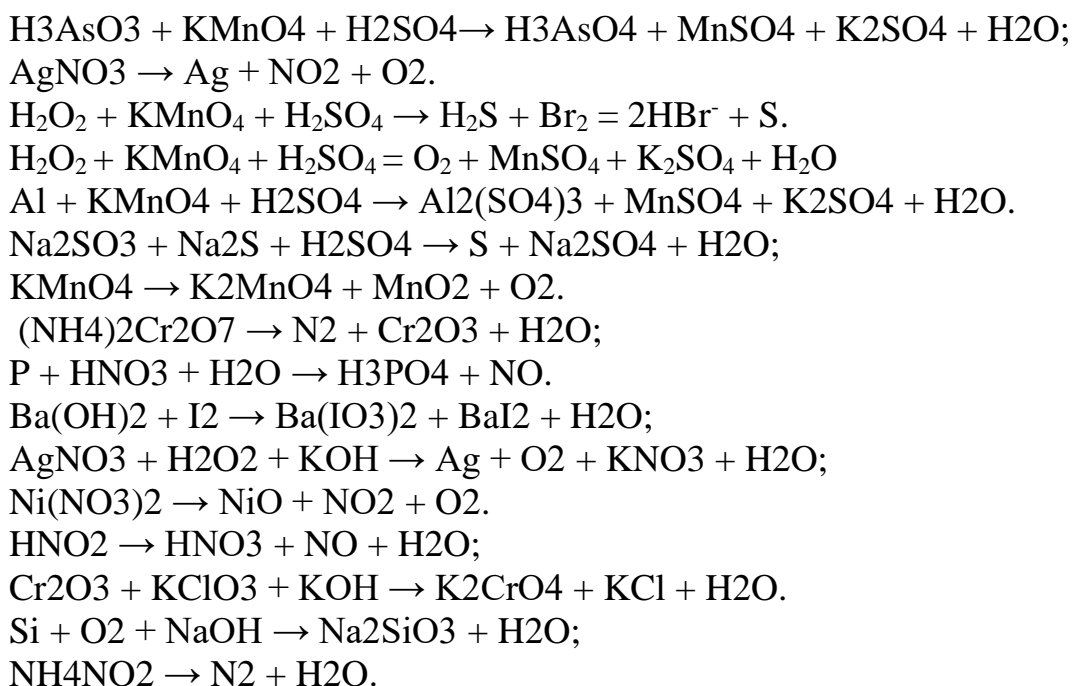 H3AsO3 + KMnO4 + H2SO4→ H3AsO4 + MnSO4 + K2SO4 + H2O;
AgNO3 → Ag + NO2 + O2.
H₂O₂ + KMnO₄ + H₂SO₄ → H₂S + Br₂ = 2HBr⁻ + S.
H₂O₂ + KMnO₄ + H₂SO₄ = O₂ + MnSO₄ + K₂SO₄ + H₂O
Al + KMnO4 + H2SO4 → Al2(SO4)3 + MnSO4 + K2SO4 + H2O.
Na2SO3 + Na2S + H2SO4 → S + Na2SO4 + H2O;
KMnO4 → K2MnO4 + MnO2 + O2.
(NH4)2Cr2O7 → N2 + Cr2O3 + H2O;
P + HNO3 + H2O → H3PO4 + NO.
Ba(OH)2 + I2 → Ba(IO3)2 + BaI2 + H2O;
AgNO3 + H2O2 + KOH → Ag + O2 + KNO3 + H2O;
Ni(NO3)2 → NiO + NO2 + O2.
HNO2 → HNO3 + NO + H2O;
Cr2O3 + KClO3 + KOH → K2CrO4 + KCl + H2O.
Si + O2 + NaOH → Na2SiO3 + H2O;
NH4NO2 → N2 + H2O.